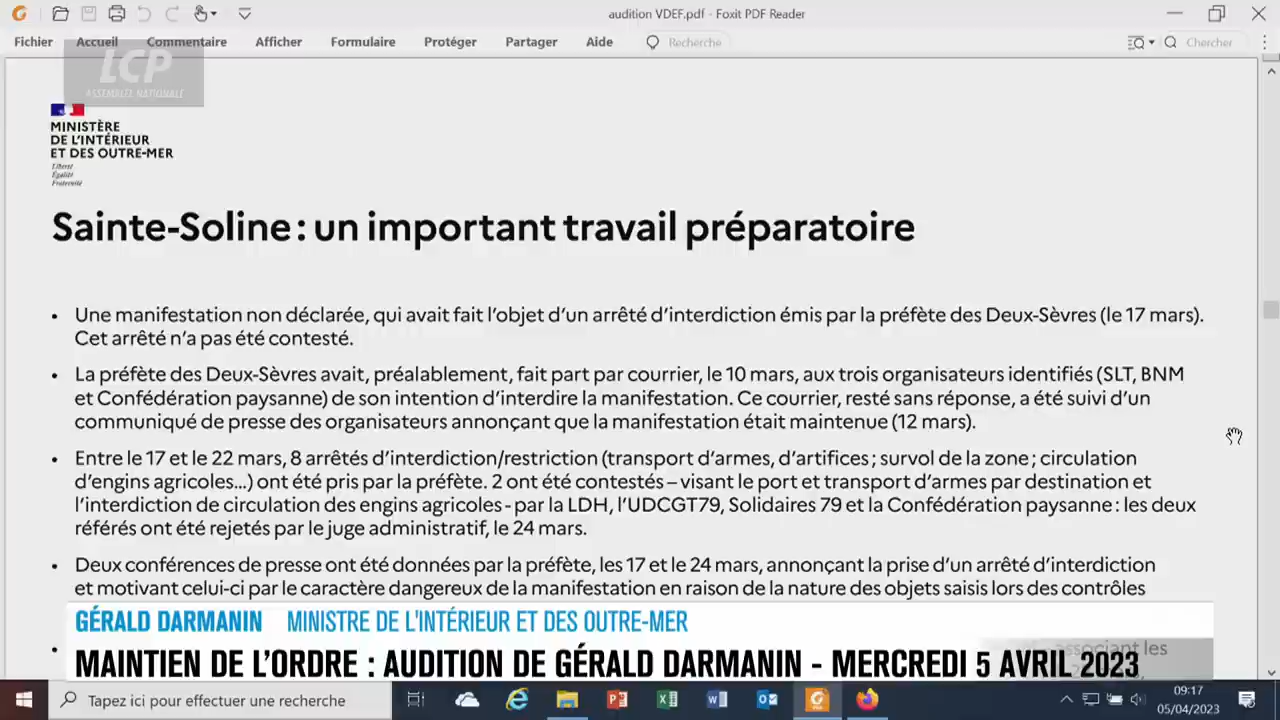 audition VDEF.pdf - Foxit PDF Reader
Fichier Accueil Commentaire Afficher Formulaire Protéger Partager Aide Recherche Chercher
LCP
ASSEMBLÉE NATIONALE
MINISTÈRE
DE L'INTÉRIEUR
ET DES OUTRE-MER
Liberté
Égalité
Fraternité
Sainte-Soline : un important travail préparatoire
• Une manifestation non déclarée, qui avait fait l'objet d'un arrêté d'interdiction émis par la préfète des Deux-Sèvres (le 17 mars).
Cet arrêté n'a pas été contesté.
• La préfète des Deux-Sèvres avait, préalablement, fait part par courrier, le 10 mars, aux trois organisateurs identifiés (SLT, BNM
et Confédération paysanne) de son intention d'interdire la manifestation. Ce courrier, resté sans réponse, a été suivi d'un
communiqué de presse des organisateurs annonçant que la manifestation était maintenue (12 mars).
• Entre le 17 et le 22 mars, 8 arrêtés d'interdiction/restriction (transport d'armes, d'artifices ; survol de la zone ; circulation
d'engins agricoles...) ont été pris par la préfète. 2 ont été contestés – visant le port et transport d'armes par destination et
l'interdiction de circulation des engins agricoles - par la LDH, l'UDCGT79, Solidaires 79 et la Confédération paysanne : les deux
référés ont été rejetés par le juge administratif, le 24 mars.
• Deux conférences de presse ont été données par la préfète, les 17 et le 24 mars, annonçant la prise d'un arrêté d'interdiction
et motivant celui-ci par le caractère dangereux de la manifestation en raison de la nature des objets saisis lors des contrôles
GÉRALD DARMANIN MINISTRE DE L'INTÉRIEUR ET DES OUTRE-MER
• associant les
MAINTIEN DE L'ORDRE : AUDITION DE GÉRALD DARMANIN - MERCREDI 5 AVRIL 2023
Tapez ici pour effectuer une recherche
09:17
05/04/2023